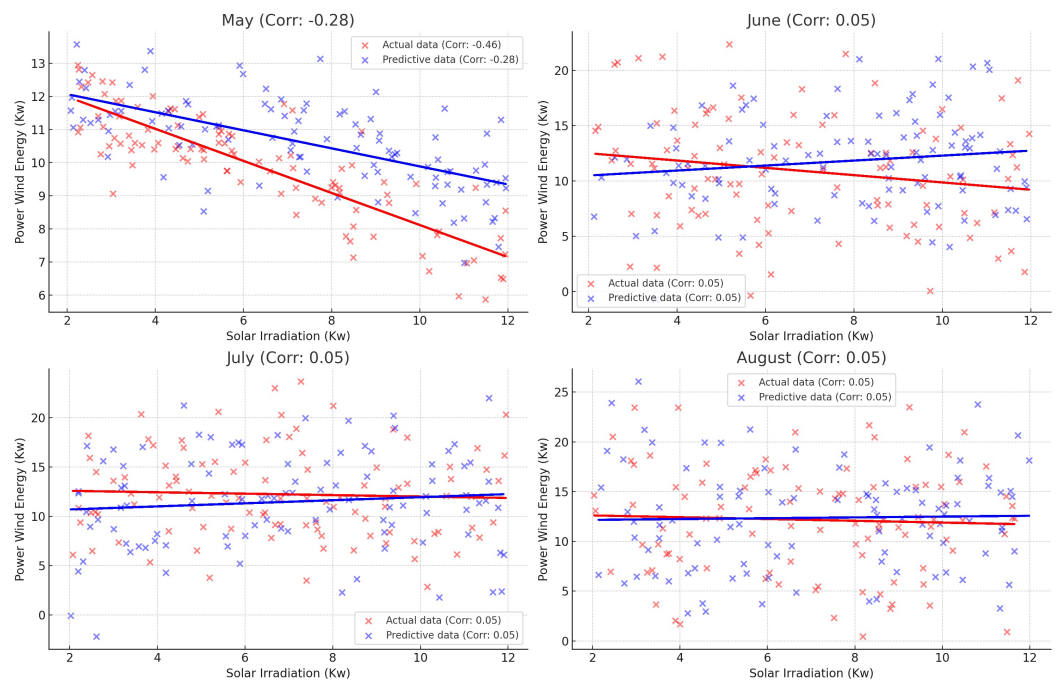 May (Corr: -0.28)
Actual data (Corr: -0.46)
Predictive data (Corr: -0.28)
Power Wind Energy (Kw)
13
12
11
10
9
8
7
6
2 4 6 8 10 12
Solar Irradiation (Kw)
June (Corr: 0.05)
Power Wind Energy (Kw)
20
15
10
5
0
Actual data (Corr: 0.05)
Predictive data (Corr: 0.05)
2 4 6 8 10 12
Solar Irradiation (Kw)
July (Corr: 0.05)
Power Wind Energy (Kw)
20
15
10
5
0
Actual data (Corr: 0.05)
Predictive data (Corr: 0.05)
2 4 6 8 10 12
Solar Irradiation (Kw)
August (Corr: 0.05)
Actual data (Corr: 0.05)
Predictive data (Corr: 0.05)
Power Wind Energy (Kw)
25
20
15
10
5
0
2 4 6 8 10 12
Solar Irradiation (Kw)